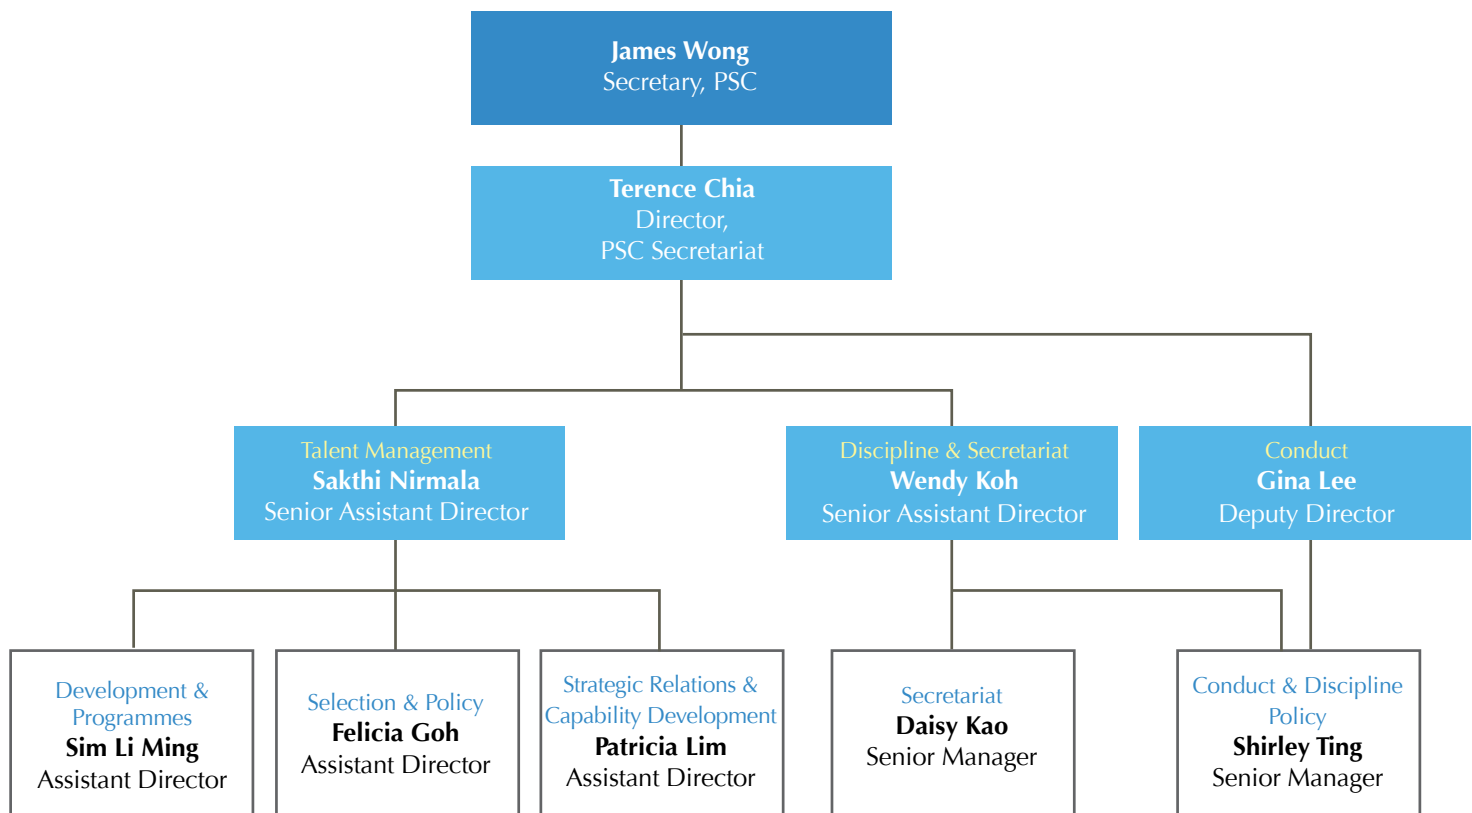 James Wong
Secretary, PSC
Terence Chia
Director,
PSC Secretariat
Talent Management
Sakthi Nirmala
Senior Assistant Director
Discipline & Secretariat
Wendy Koh
Senior Assistant Director
Conduct
Gina Lee
Deputy Director
Development &
Programmes
Sim Li Ming
Assistant Director
Selection & Policy
Felicia Goh
Assistant Director
Strategic Relations &
Capability Development
Patricia Lim
Assistant Director
Secretariat
Daisy Kao
Senior Manager
Conduct & Discipline
Policy
Shirley Ting
Senior Manager